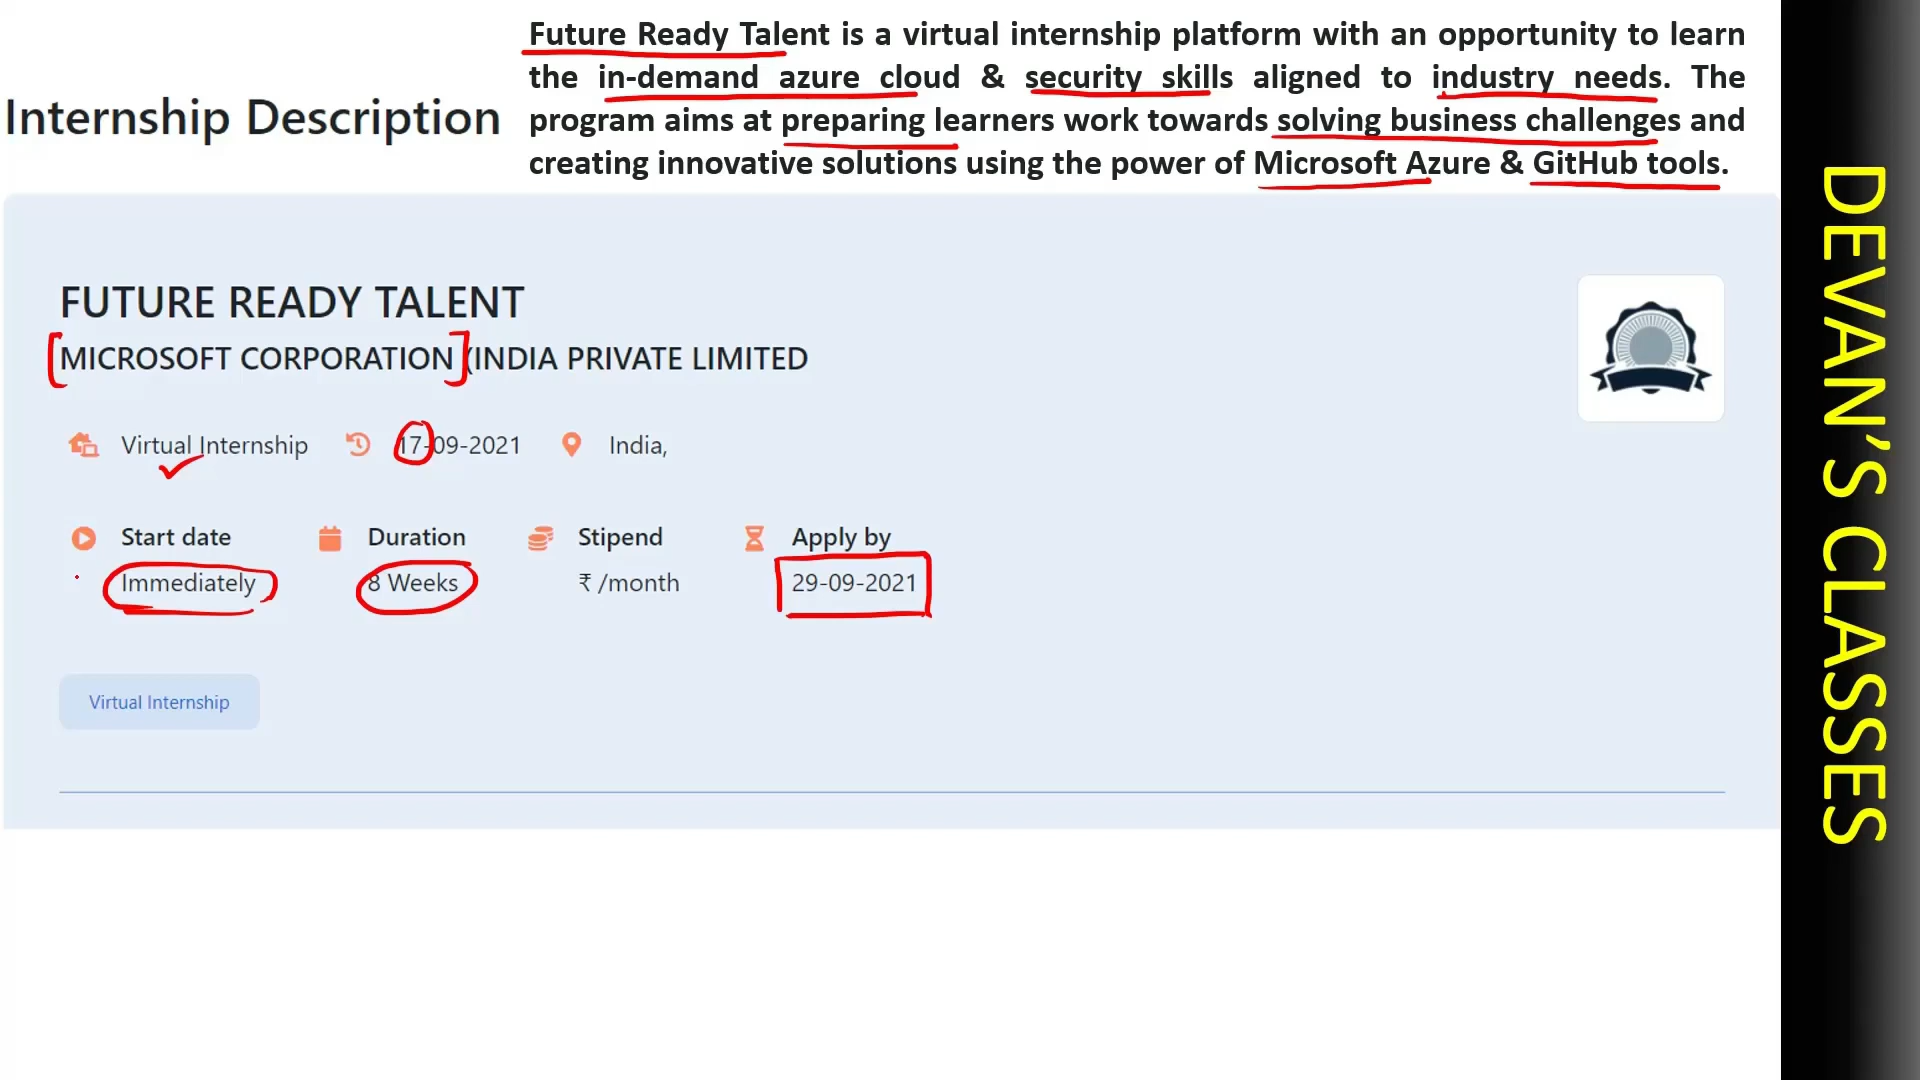 Internship Description
Future Ready Talent is a virtual internship platform with an opportunity to learn
the in-demand azure cloud & security skills aligned to industry needs. The
program aims at preparing learners work towards solving business challenges and
creating innovative solutions using the power of Microsoft Azure & GitHub tools.
FUTURE READY TALENT
MICROSOFT CORPORATION (INDIA PRIVATE LIMITED
Virtual Internship 17-09-2021 India,
Start date Duration Stipend Apply by
Immediately 8 Weeks ₹ /month 29-09-2021
Virtual Internship
DEVAN'S CLASSES